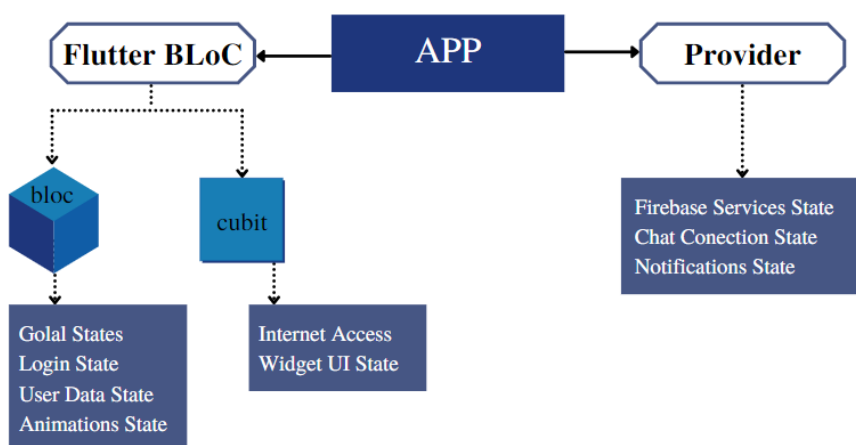 APP
Flutter BLoC
Provider
bloc
cubit
Firebase Services State
Chat Conection State
Notifications State
Golal States
Login State
User Data State
Animations State
Internet Access
Widget UI State